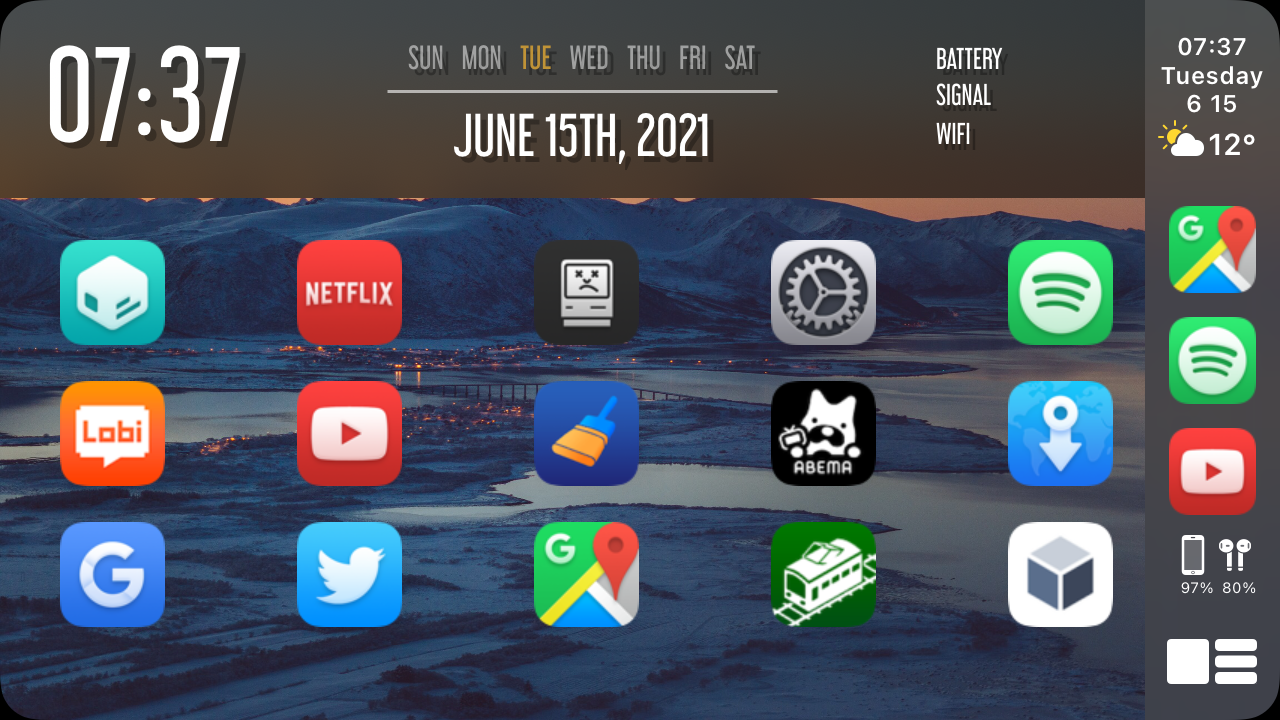 07:37
SUN MON TUE WED THU FRI SAT
JUNE 15TH, 2021
BATTERY
SIGNAL
WIFI
07:37
Tuesday
6 15
12°
G
NETFLIX
Lobi
ABEMA
G
G
97% 80%